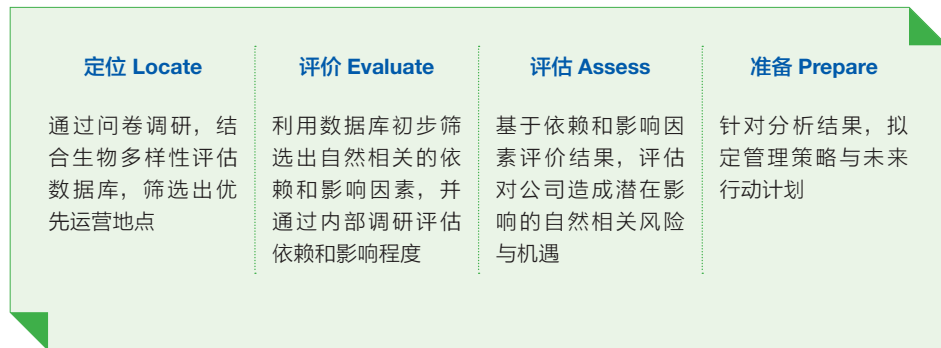 定位 Locate
通过问卷调研，结
合生物多样性评估
数据库，筛选出优
先运营地点
评价 Evaluate
利用数据库初步筛
选出自然相关的依
赖和影响因素，并
通过内部调研评估
依赖和影响程度
评估 Assess
基于依赖和影响因
素评价结果，评估
对公司造成潜在影
响的自然相关风险
与机遇
准备 Prepare
针对分析结果，拟
定管理策略与未来
行动计划